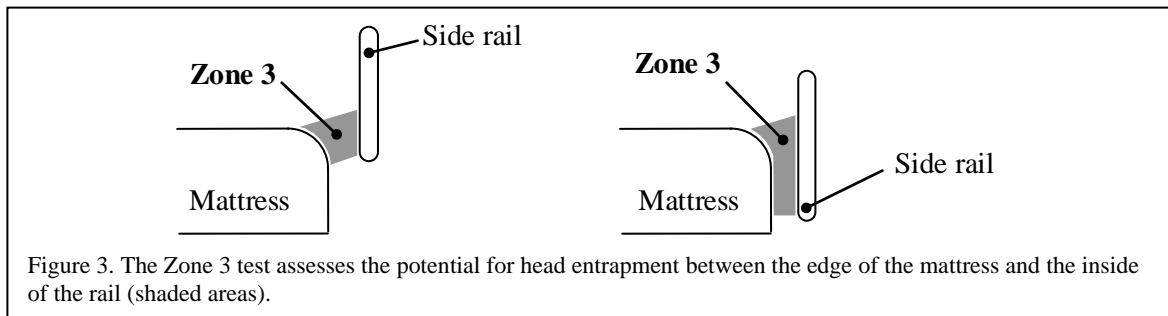 Side rail
Zone 3
Mattress
Zone 3
Side rail
Mattress
Figure 3. The Zone 3 test assesses the potential for head entrapment between the edge of the mattress and the inside
of the rail (shaded areas).